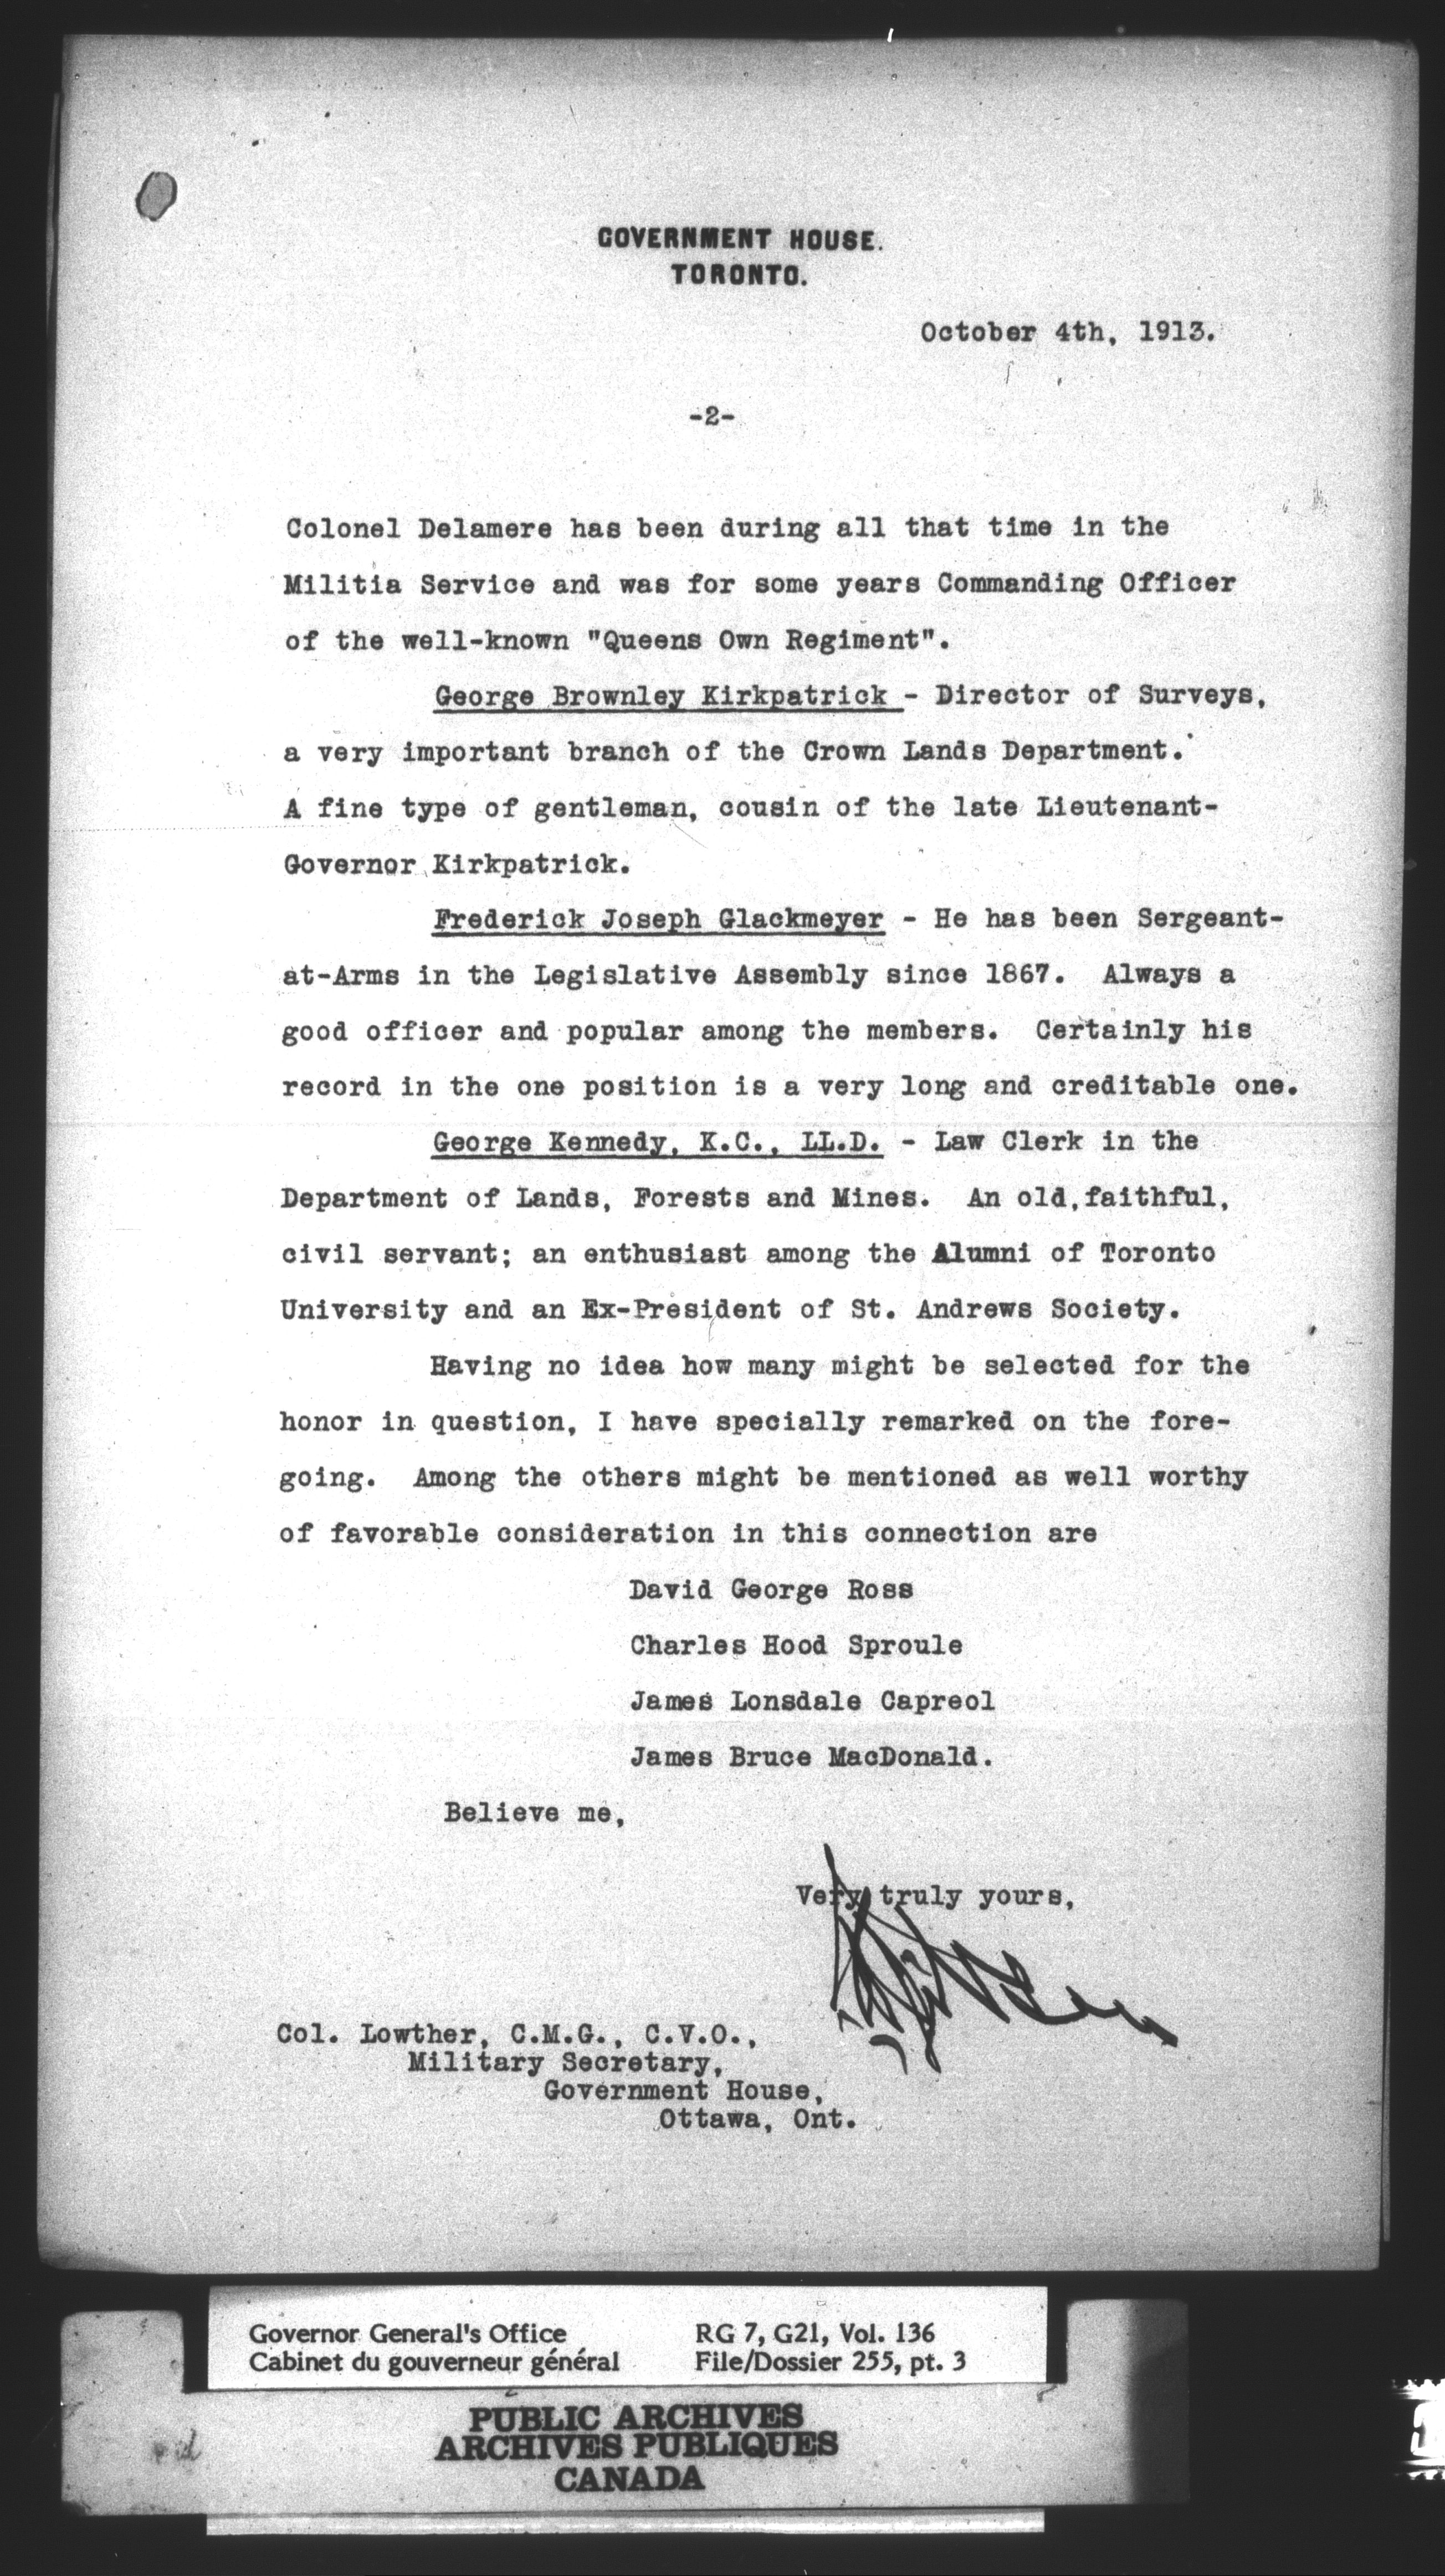 GOVERNMENT HOUSE.
TORONTO.
October 4th, 1913.
-2-
Colonel Delamere has been during all that time in the
Militia Service and was for some years Commanding Officer
of the well-known "Queens Own Regiment".
George Brownley Kirkpatrick - Director of Surveys,
a very important branch of the Crown Lands Department.
A fine type of gentleman, cousin of the late Lieutenant-
Governor Kirkpatrick.
Frederick Joseph Glackmeyer - He has been Sergeant-
at-Arms in the Legislative Assembly since 1867. Always a
good officer and popular among the members. Certainly his
record in the one position is a very long and creditable one.
George Kennedy, K.C., LL.D. - Law Clerk in the
Department of Lands, Forests and Mines. An old, faithful,
civil servant; an enthusiast among the Alumni of Toronto
University and an Ex-President of St. Andrews Society.
Having no idea how many might be selected for the
honor in question, I have specially remarked on the fore-
going. Among the others might be mentioned as well worthy
of favorable consideration in this connection are
David George Ross
Charles Hood Sproule
James Lonsdale Capreol
James Bruce MacDonald.
Believe me,
Very truly yours,
Col. Lowther, C.M.G., C.V.O.,
Military Secretary,
Government House,
Ottawa, Ont.
Governor General's Office RG 7, G21, Vol. 136
Cabinet du gouverneur général File/Dossier 255, pt. 3
PUBLIC ARCHIVES
ARCHIVES PUBLIQUES
CANADA